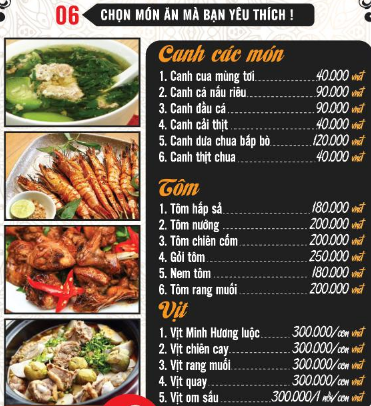 06 CHỌN MÓN ĂN MÀ BẠN YÊU THÍCH !
Canh các món
1. Canh cua mùng tơi 40.000 vnđ
2. Canh cá nấu riêu 90.000 vnđ
3. Canh đầu cá 90.000 vnđ
4. Canh cải thịt 40.000 vnđ
5. Canh dưa chua bắp bò 120.000 vnđ
6. Canh thịt chua 40.000 vnđ
Tôm
1. Tôm hấp sả 180.000 vnđ
2. Tôm nướng 200.000 vnđ
3. Tôm chiên cốm 200.000 vnđ
4. Gỏi tôm 250.000 vnđ
5. Nem tôm 180.000 vnđ
6. Tôm rang muối 200.000 vnđ
Vịt
1. Vịt Minh Hương luộc 300.000/con vnđ
2. Vịt chiên cay 300.000/con vnđ
3. Vịt rang muối 300.000/con vnđ
4. Vịt quay 300.000/con vnđ
5. Vịt om sấu 300.000/1 nồi/con vnđ